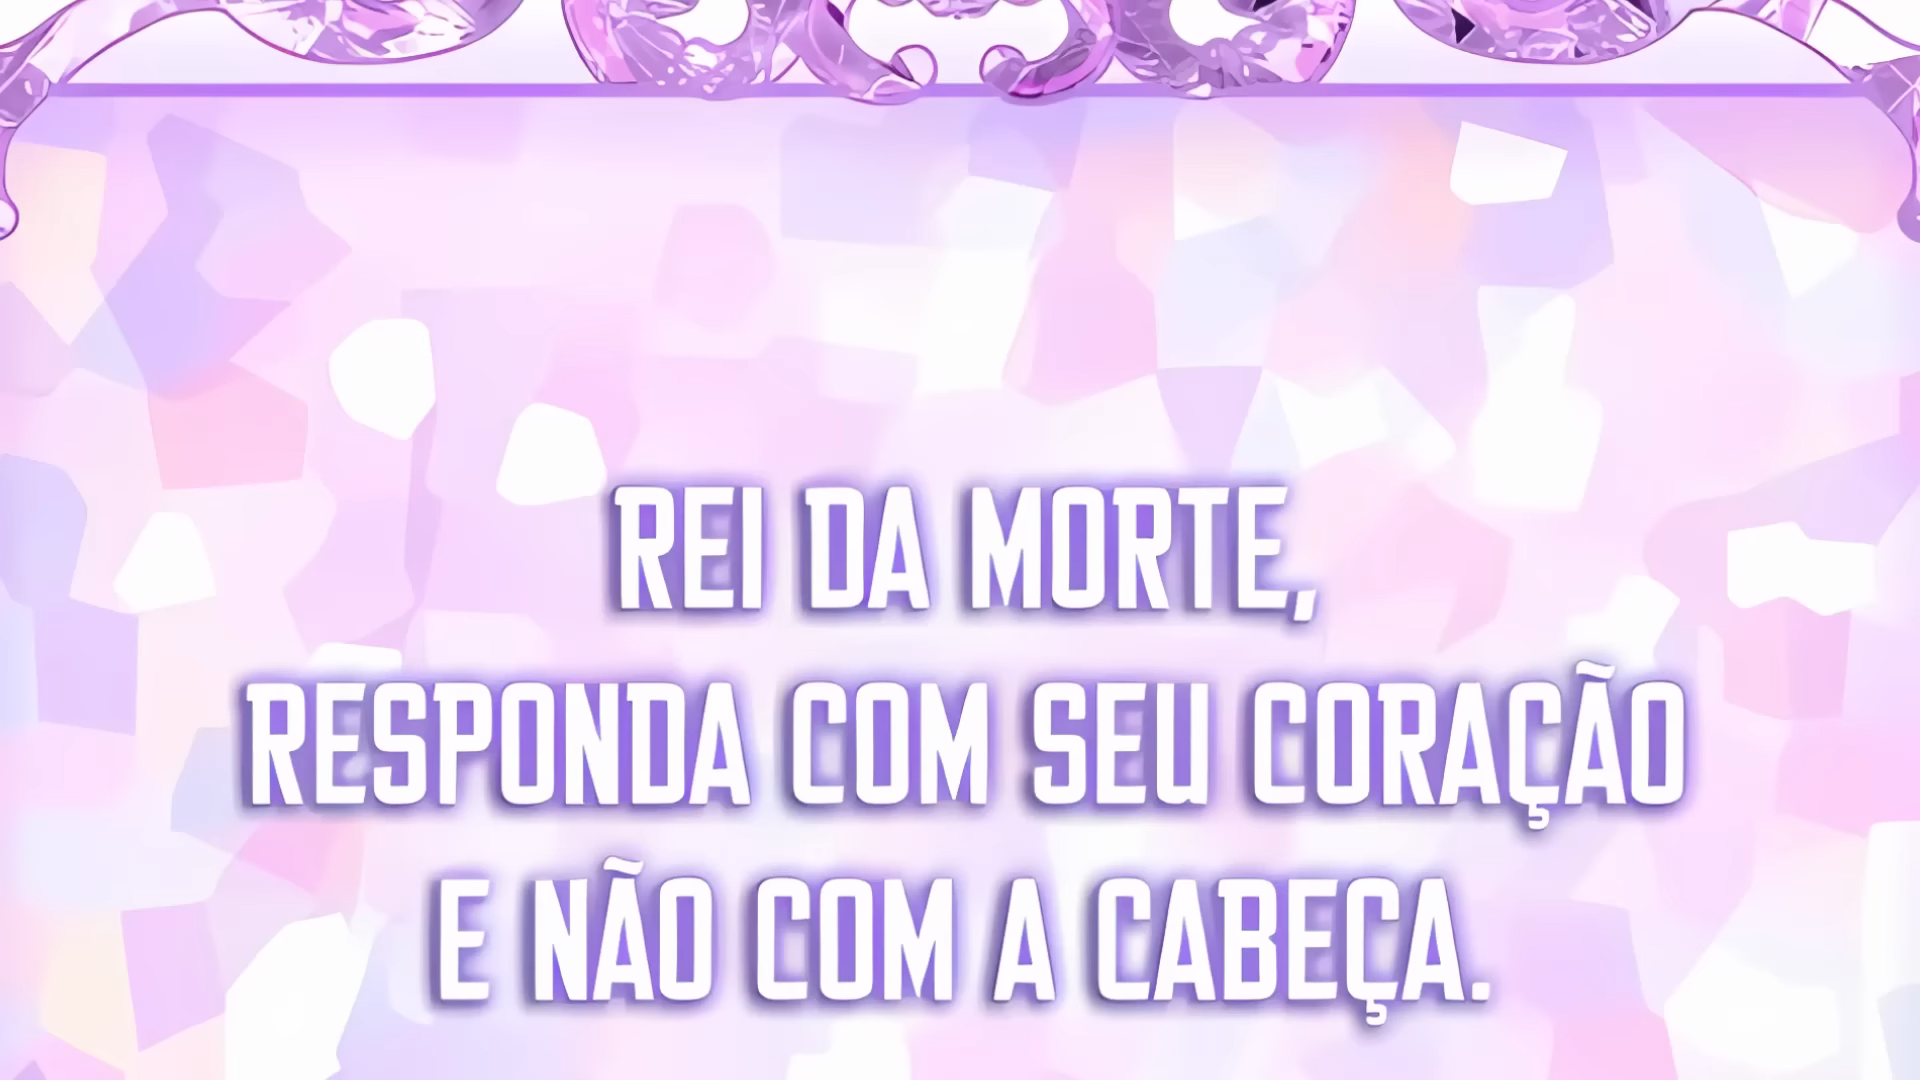 REI DA MORTE,
RESPONDA COM SEU CORAÇÃO
E NÃO COM A CABEÇA.